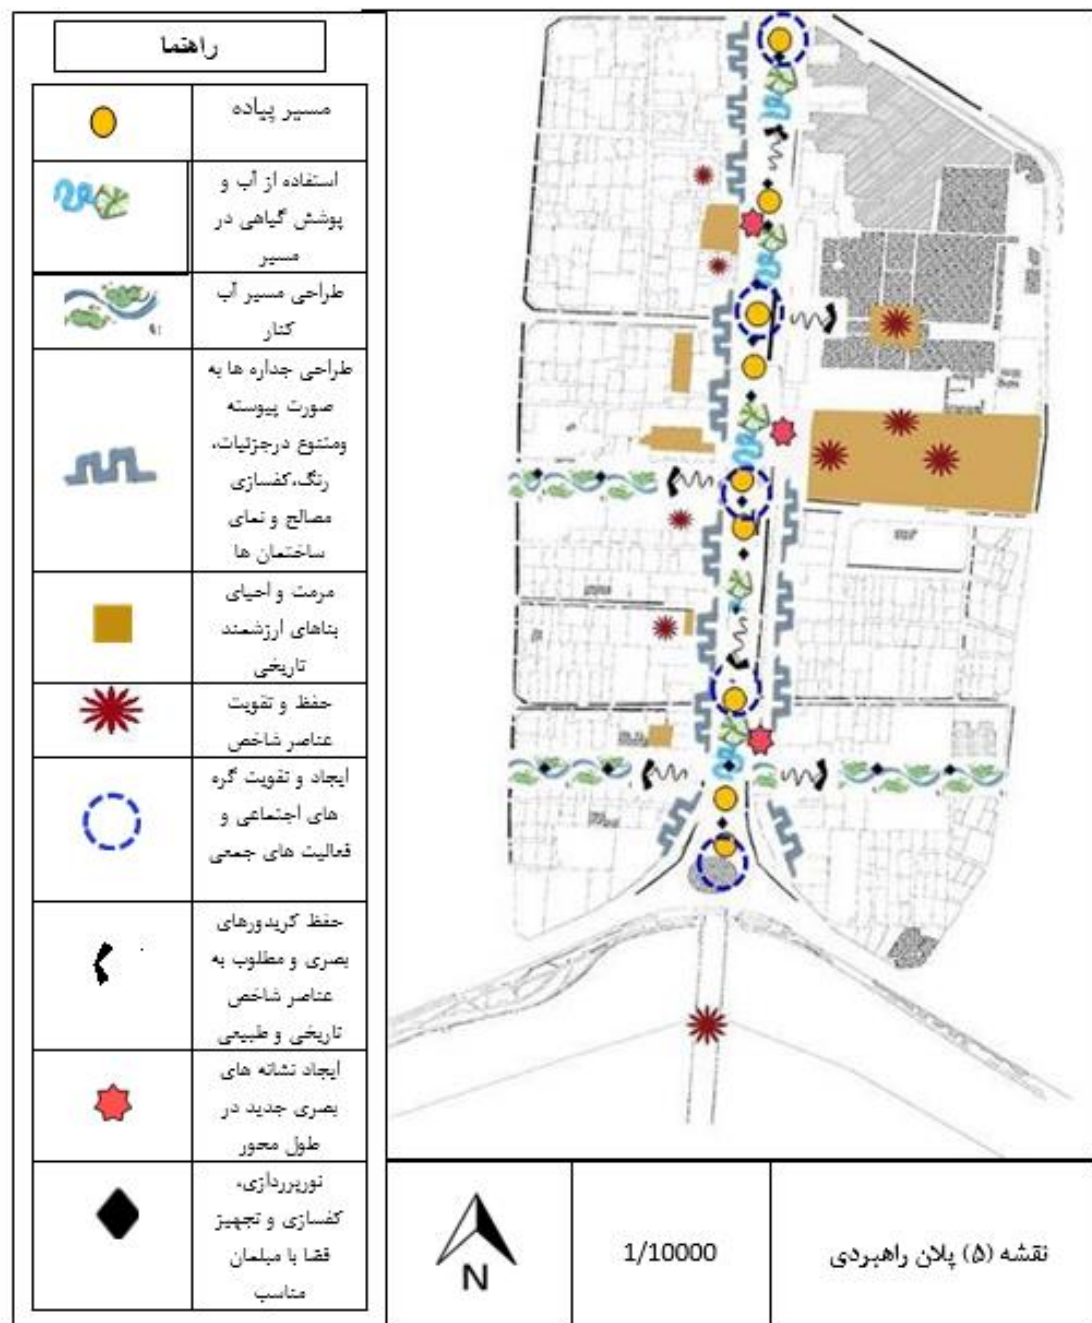 راهنما
مسیر پیاده
استفاده از آب و
پوشش گیاهی در
مسیر
طراحی مسیر آب
کنار
طراحی جداره ها به
صورت پیوسته
ومتنوع درجزئیات،
رنگ،کفسازی
مصالح و نمای
ساختمان ها
مرمت و احیای
بناهای ارزشمند
تاریخی
حفظ و تقویت
عناصر شاخص
ایجاد و تقویت گره
های اجتماعی و
فعالیت های جمعی
حفظ کریدورهای
بصری و مطلوب به
عناصر شاخص
تاریخی و طبیعی
ایجاد نشانه های
بصری جدید در
طول محور
نورپردازی،
کفسازی و تجهیز
فضا با مبلمان
مناسب
N
1/10000
نقشه (۵) پلان راهبردی